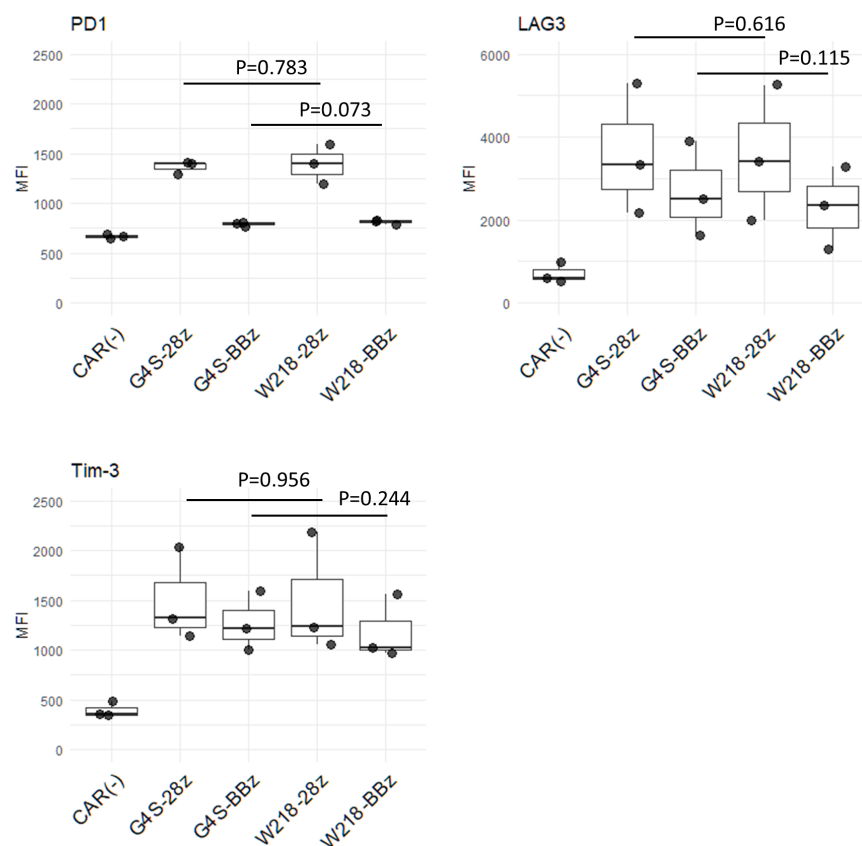 PD1
P=0.783
P=0.073
2500
2000
1500
1000
500
0
MFI
CAR(-)
G4S-28z
G4S-BBz
W218-28z
W218-BBz
LAG3
P=0.616
P=0.115
6000
4000
2000
0
MFI
CAR(-)
G4S-28z
G4S-BBz
W218-28z
W218-BBz
Tim-3
P=0.956
P=0.244
2500
2000
1500
1000
500
0
MFI
CAR(-)
G4S-28z
G4S-BBz
W218-28z
W218-BBz